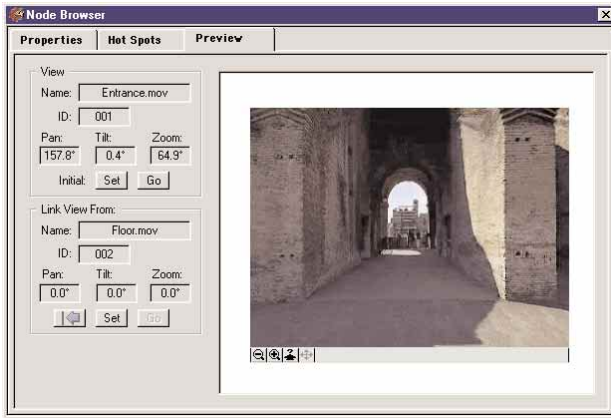 Node Browser
Properties Hot Spots Preview
View
Name: Entrance.mov
ID: 001
Pan: Tilt: Zoom:
157.8° 0.4° 64.9°
Initial: Set Go
Link View From:
Name: Floor.mov
ID: 002
Pan: Tilt: Zoom:
0.0° 0.0° 0.0°
Set Go